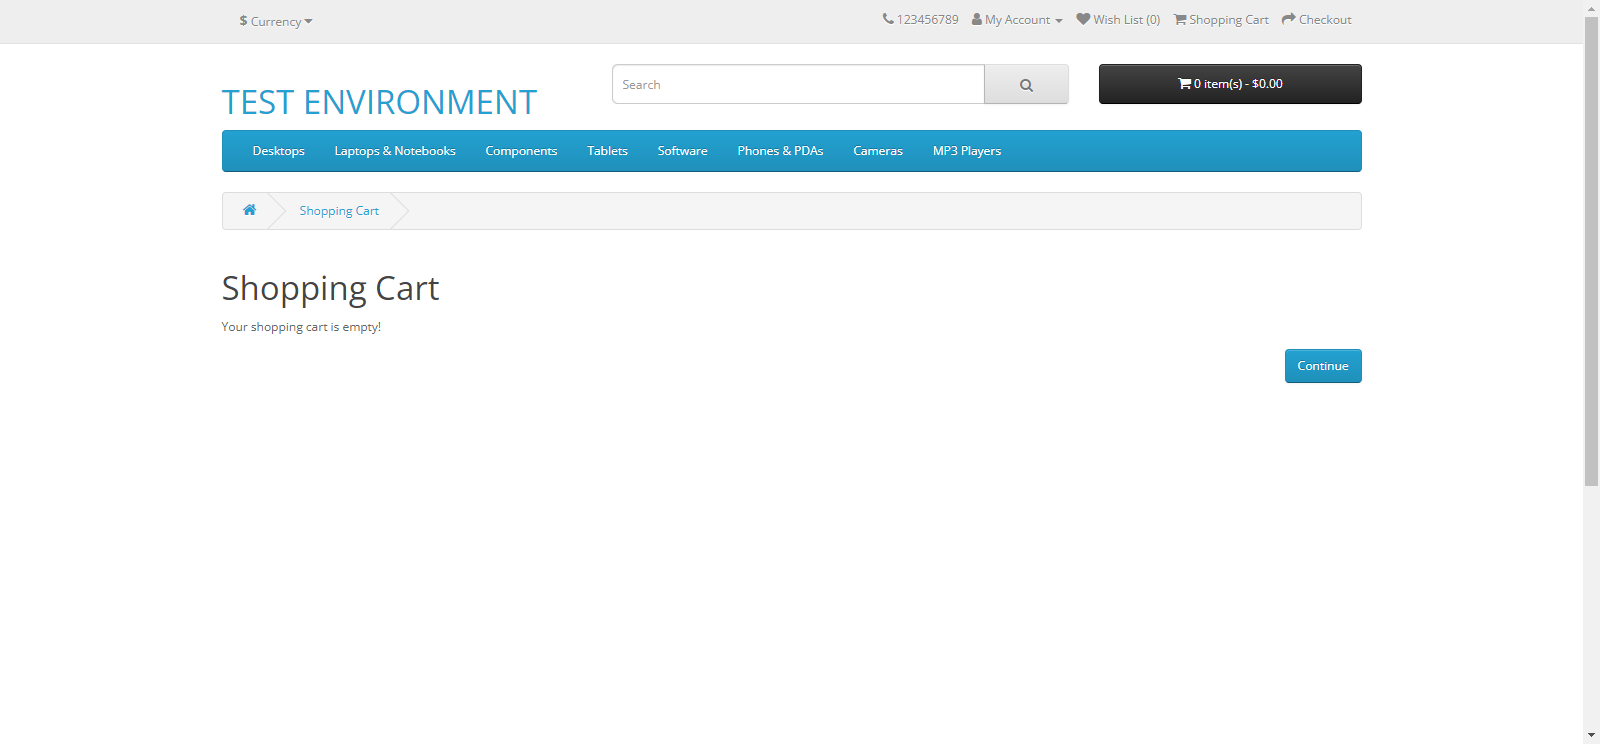 $ Currency
123456789 My Account Wish List (0) Shopping Cart Checkout
TEST ENVIRONMENT
Search
0 item(s) - $0.00
Desktops Laptops & Notebooks Components Tablets Software Phones & PDAs Cameras MP3 Players
Shopping Cart
Shopping Cart
Your shopping cart is empty!
Continue